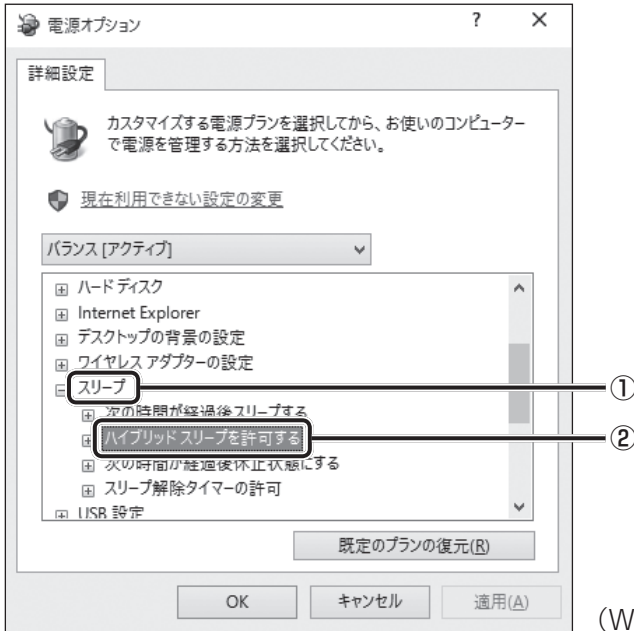 電源オプション
? ×
詳細設定
カスタマイズする電源プランを選択してから、お使いのコンピューター
で電源を管理する方法を選択してください。
現在利用できない設定の変更
バランス [アクティブ]
ハード ディスク
Internet Explorer
デスクトップの背景の設定
ワイヤレス アダプターの設定
スリープ
①
次の時間が経過後スリープする
ハイブリッド スリープを許可する
②
次の時間が経過後休止状態にする
スリープ解除タイマーの許可
USB 設定
既定のプランの復元(R)
OK キャンセル 適用(A)
(W